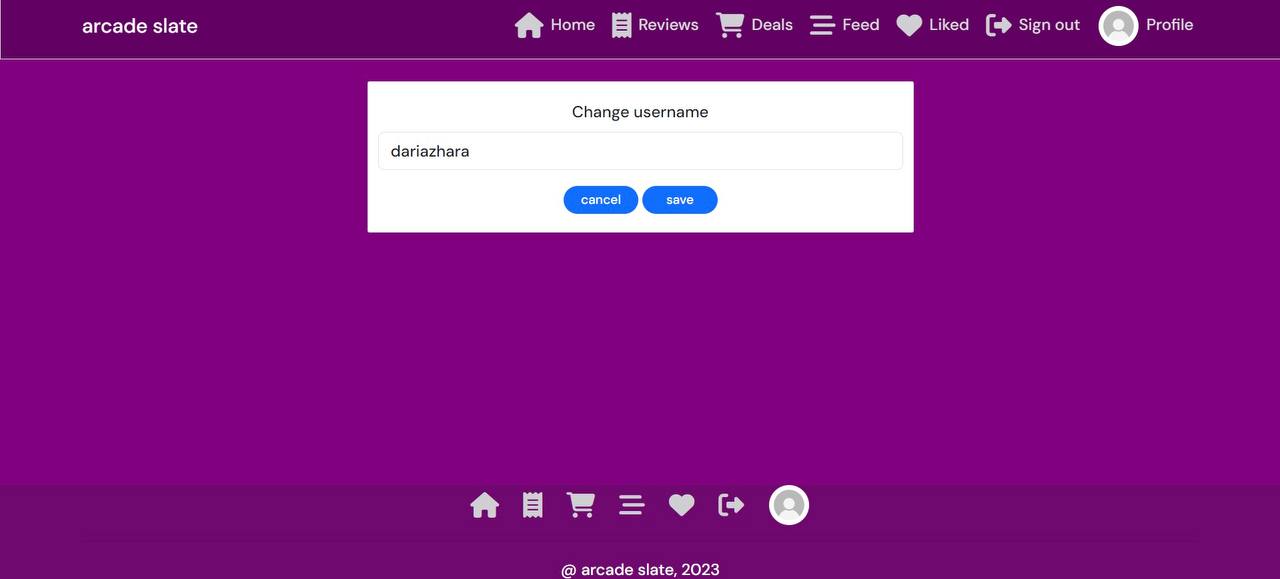 arcade slate Home Reviews Deals Feed Liked Sign out Profile
Change username
dariazhara
cancel save
@ arcade slate, 2023